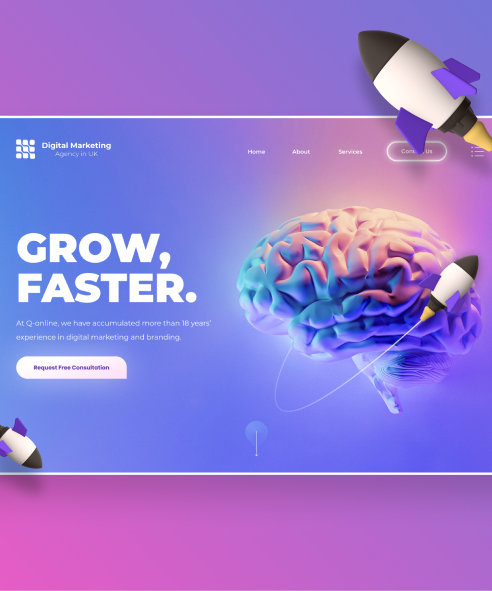 Digital Marketing
Agency in UK
Home
About
Services
Contact Us
GROW,
FASTER.
At Q-online, we have accumulated more than 18 years'
experience in digital marketing and branding.
Request Free Consultation